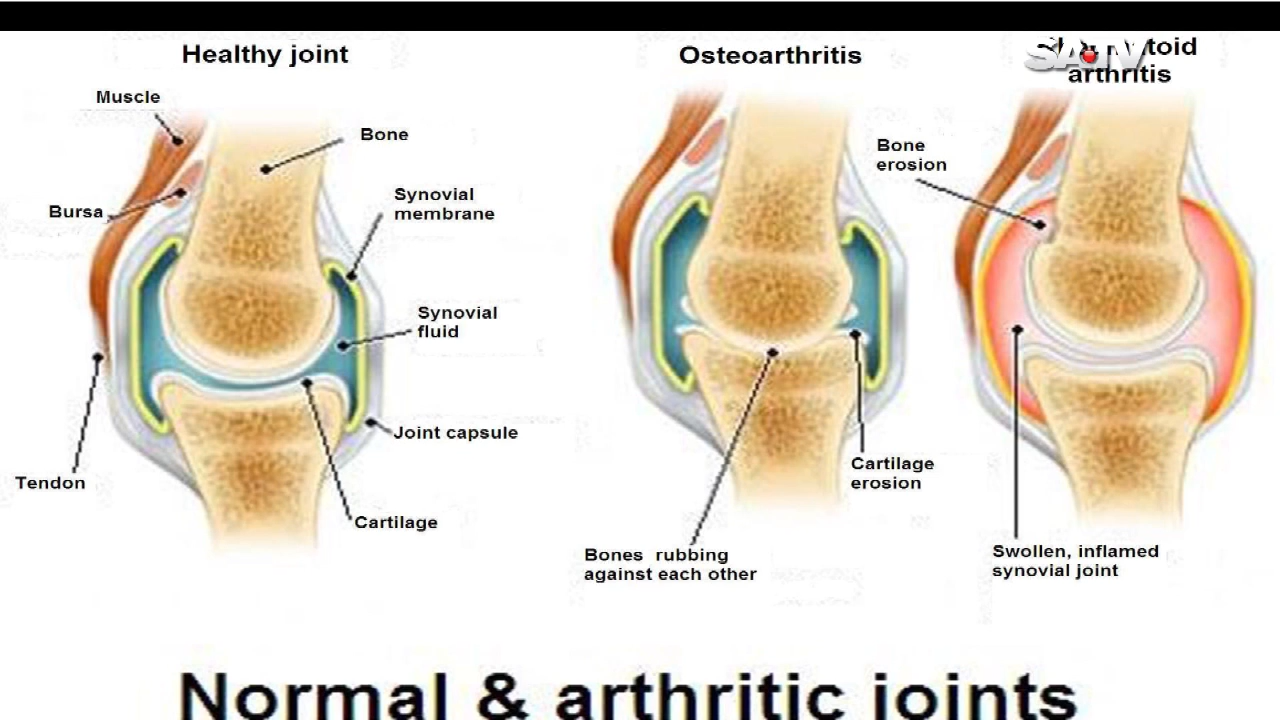 Healthy joint
Muscle
Bone
Synovial
membrane
Bursa
Synovial
fluid
Joint capsule
Tendon
Cartilage
Osteoarthritis
Cartilage
erosion
Bones rubbing
against each other
SATV
arthritis
Bone
erosion
Swollen, inflamed
synovial joint
Normal & arthritic joints